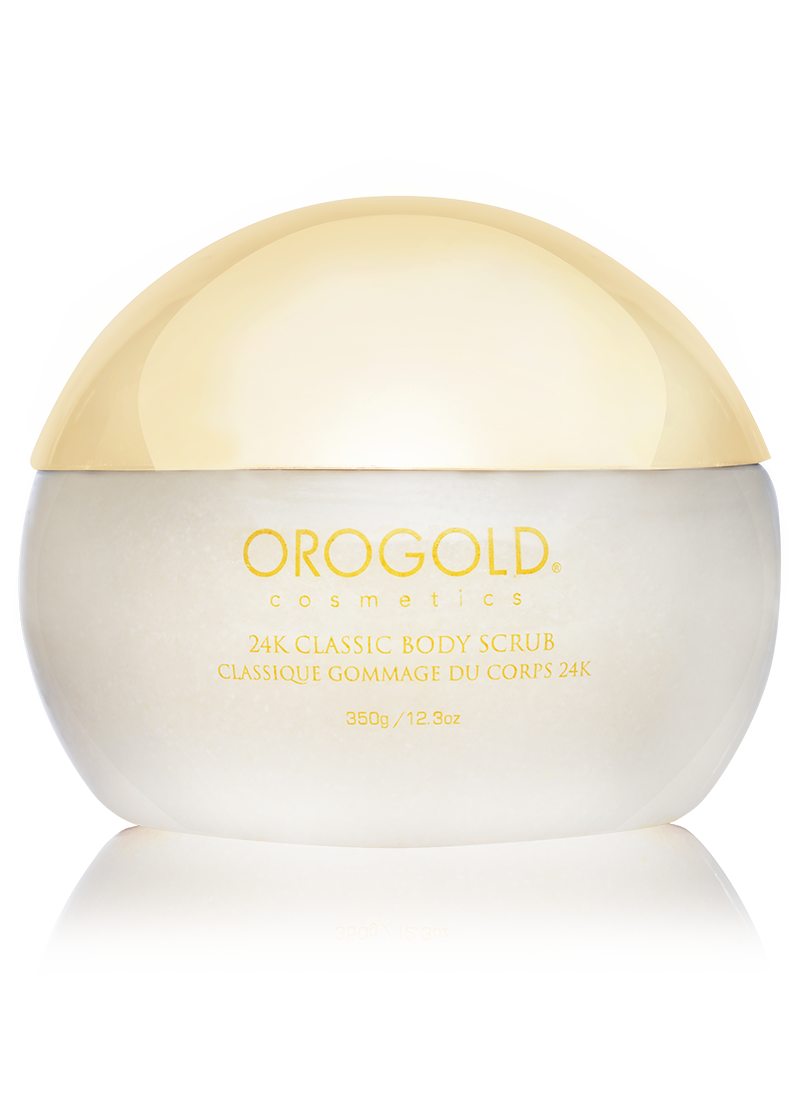 OROGOLD®
cosmetics
24K CLASSIC BODY SCRUB
CLASSIQUE GOMMAGE DU CORPS 24K
350g/12.3oz